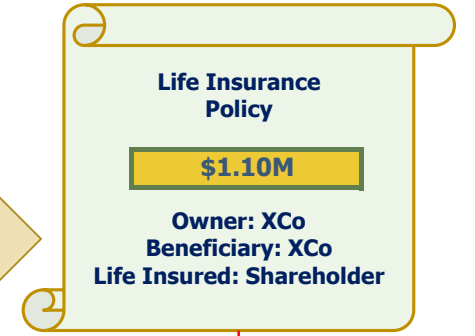 Life Insurance
Policy
$1.10M
Owner: XCo
Beneficiary: XCo
Life Insured: Shareholder